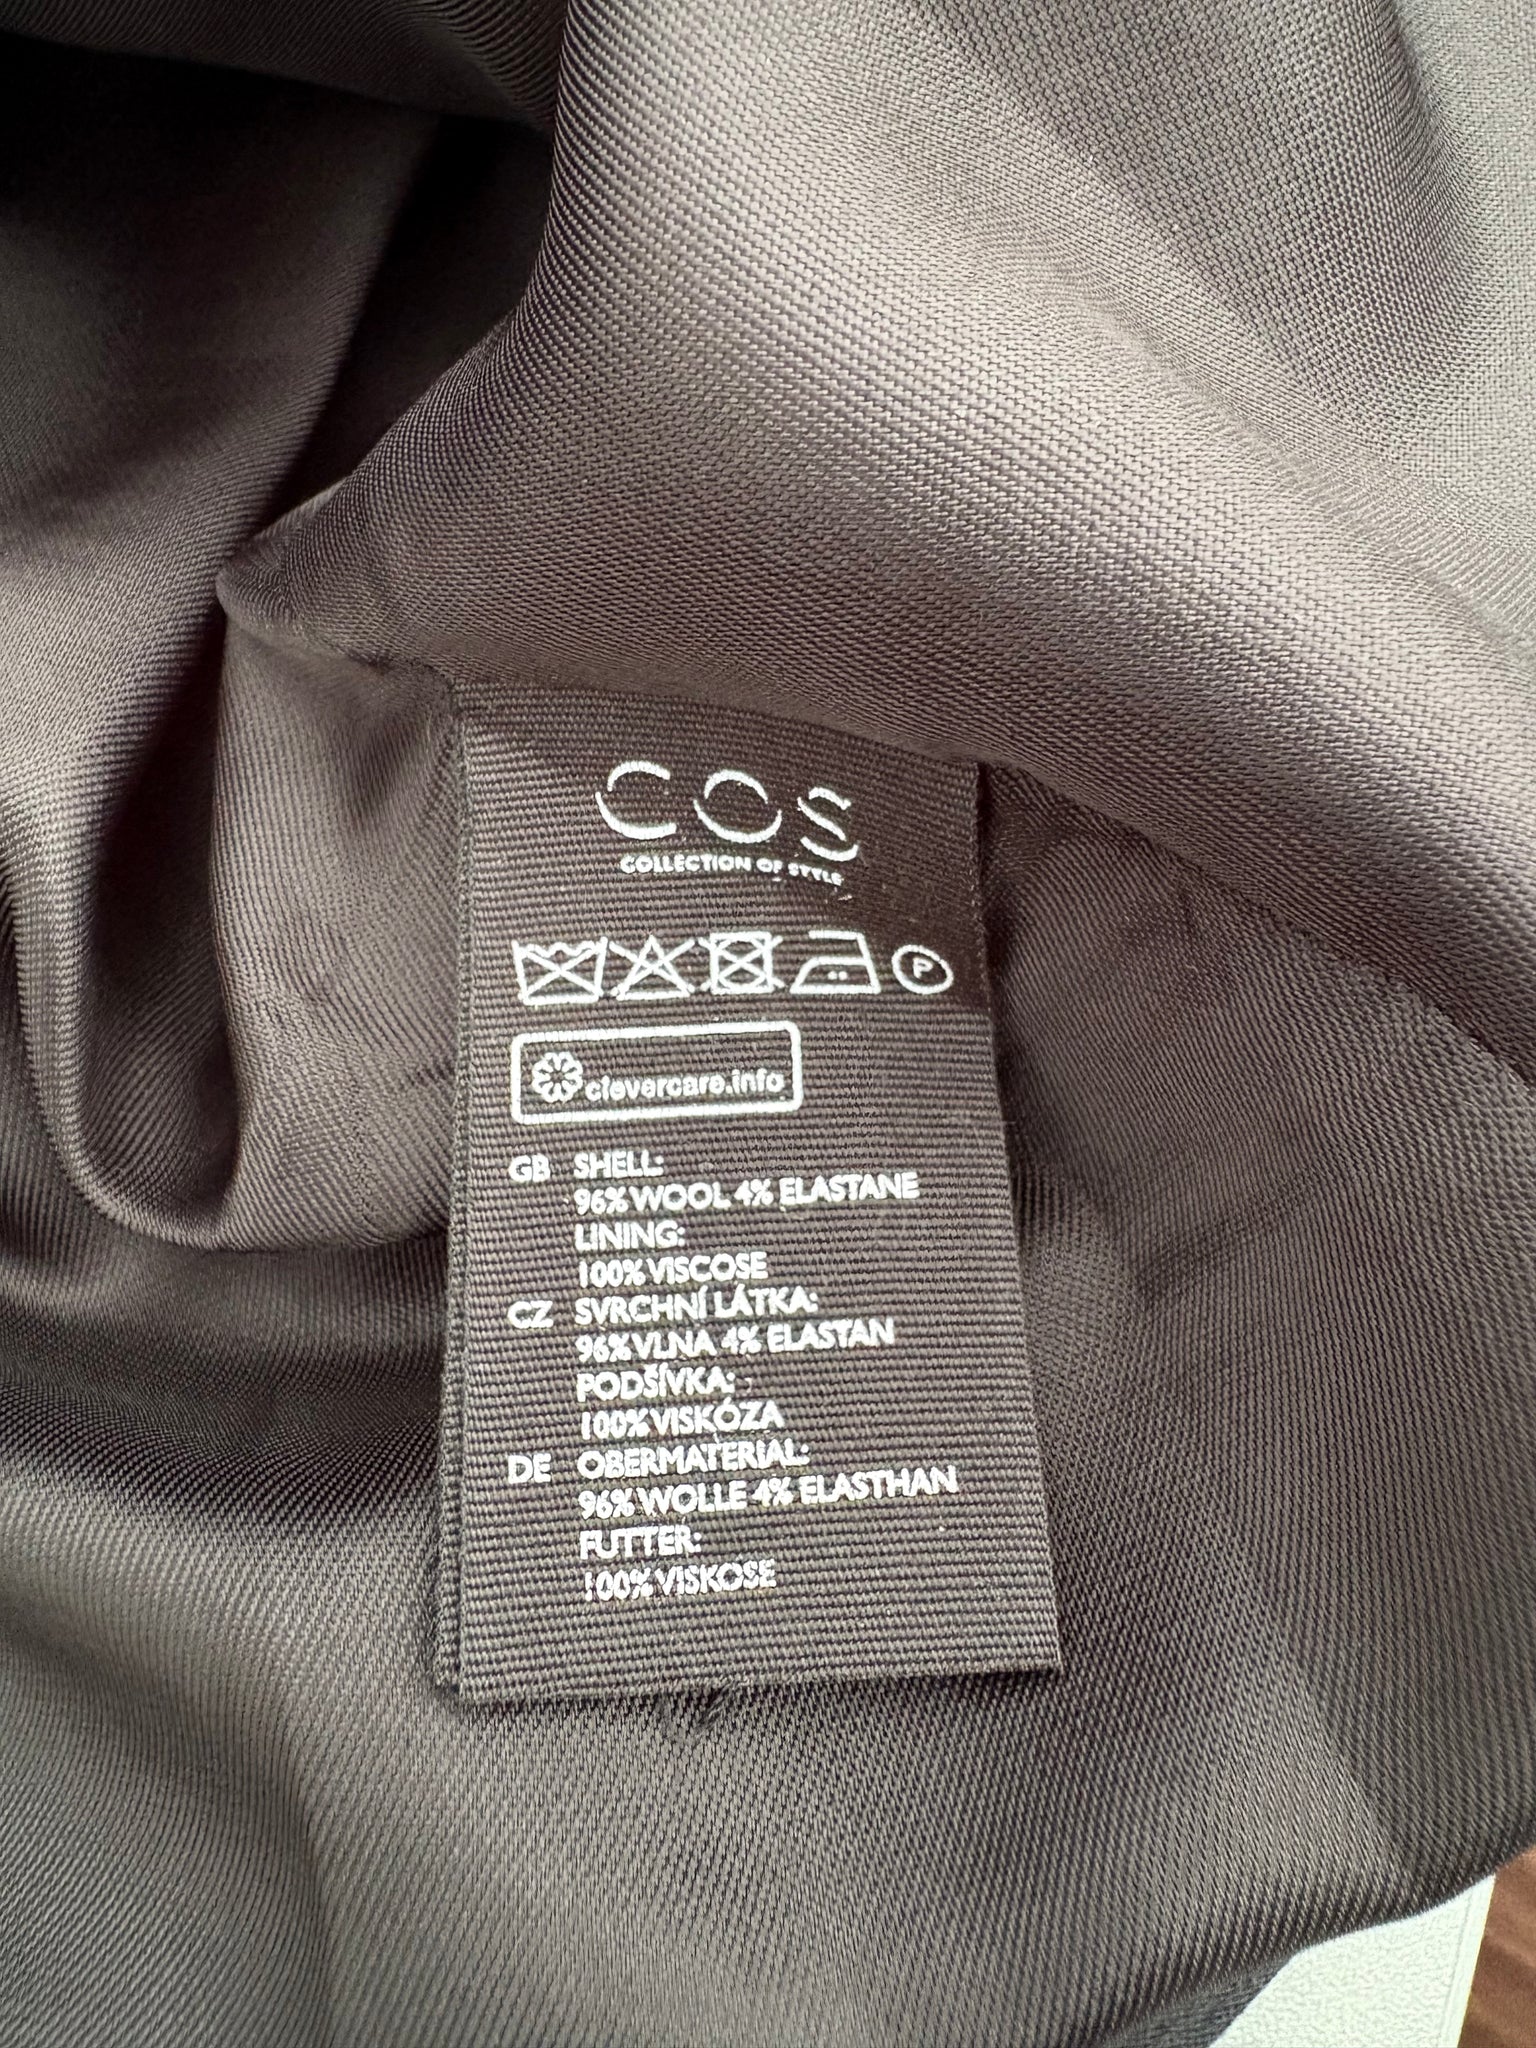 COS
COLLECTION OF STYLE
P
clevercare.info
GB SHELL:
96% WOOL 4% ELASTANE
LINING:
100% VISCOSE
CZ SVRCHNÍ LÁTKA:
96% VLNA 4% ELASTAN
PODŠÍVKA:
100% VISKÓZA
DE OBERMATERIAL:
96% WOLLE 4% ELASTHAN
FUTTER:
100% VISKOSE